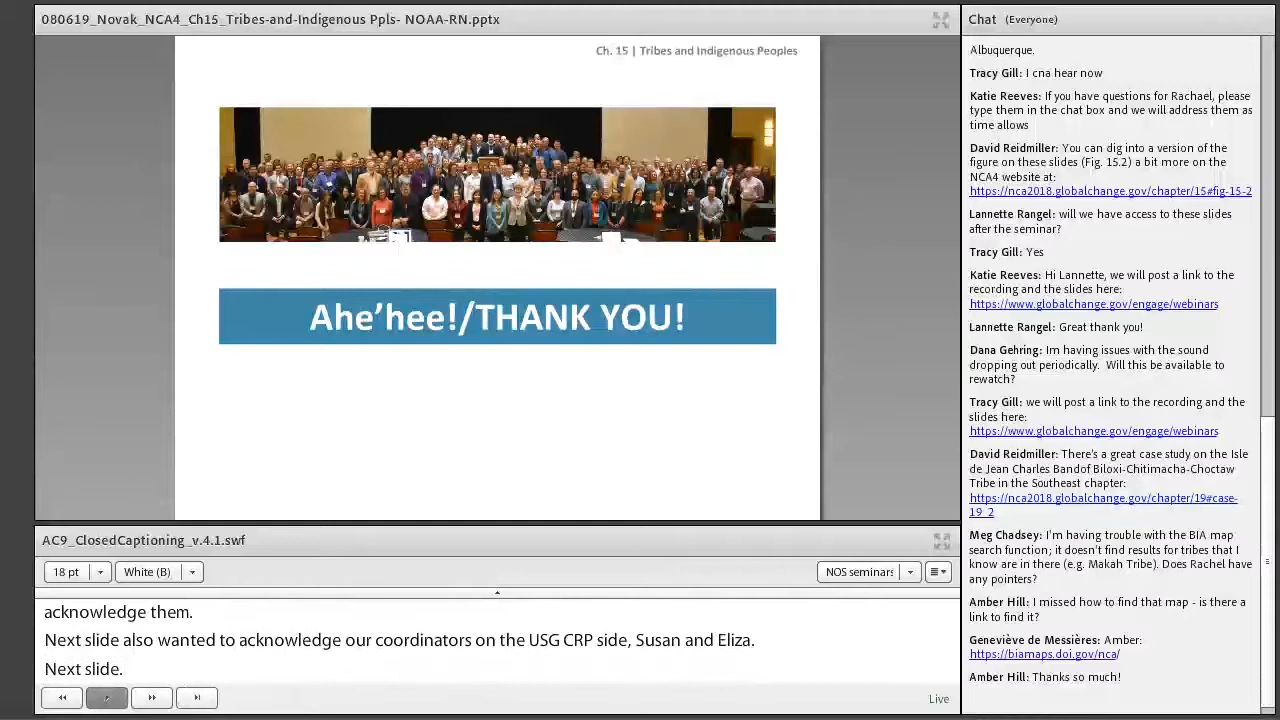 080619_Novak_NCA4_Ch15_Tribes-and-Indigenous Ppls- NOAA-RN.pptx
Ch. 15 | Tribes and Indigenous Peoples
Ahe’hee!/THANK YOU!
AC9_ClosedCaptioning_v.4.1.swf
18 pt
White (B)
NOS seminars
acknowledge them.
Next slide also wanted to acknowledge our coordinators on the USG CRP side, Susan and Eliza.
Next slide.
Live
Chat (Everyone)
Albuquerque.
Tracy Gill: I cna hear now
Katie Reeves: If you have questions for Rachael, please
type them in the chat box and we will address them as
time allows
David Reidmiller: You can dig into a version of the
figure on these slides (Fig. 15.2) a bit more on the
NCA4 website at:
https://nca2018.globalchange.gov/chapter/15#fig-15-2
Lannette Rangel: will we have access to these slides
after the seminar?
Tracy Gill: Yes
Katie Reeves: Hi Lannette, we will post a link to the
recording and the slides here:
https://www.globalchange.gov/engage/webinars
Lannette Rangel: Great thank you!
Dana Gehring: Im having issues with the sound
dropping out periodically. Will this be available to
rewatch?
Tracy Gill: we will post a link to the recording and the
slides here:
https://www.globalchange.gov/engage/webinars
David Reidmiller: There's a great case study on the Isle
de Jean Charles Bandof Biloxi-Chitimacha-Choctaw
Tribe in the Southeast chapter:
https://nca2018.globalchange.gov/chapter/19#case-
19_2
Meg Chadsey: I'm having trouble with the BIA map
search function; it doesn't find results for tribes that I
know are in there (e.g. Makah Tribe). Does Rachel have
any pointers?
Amber Hill: I missed how to find that map - is there a
link to find it?
Geneviève de Messières: Amber:
https://biamaps.doi.gov/nca/
Amber Hill: Thanks so much!